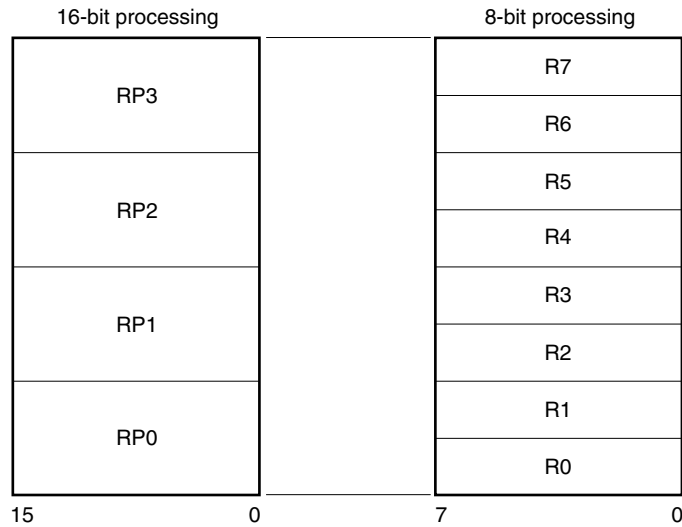 16-bit processing
8-bit processing
RP3
RP2
RP1
RP0
R7
R6
R5
R4
R3
R2
R1
R0
15 0
7 0